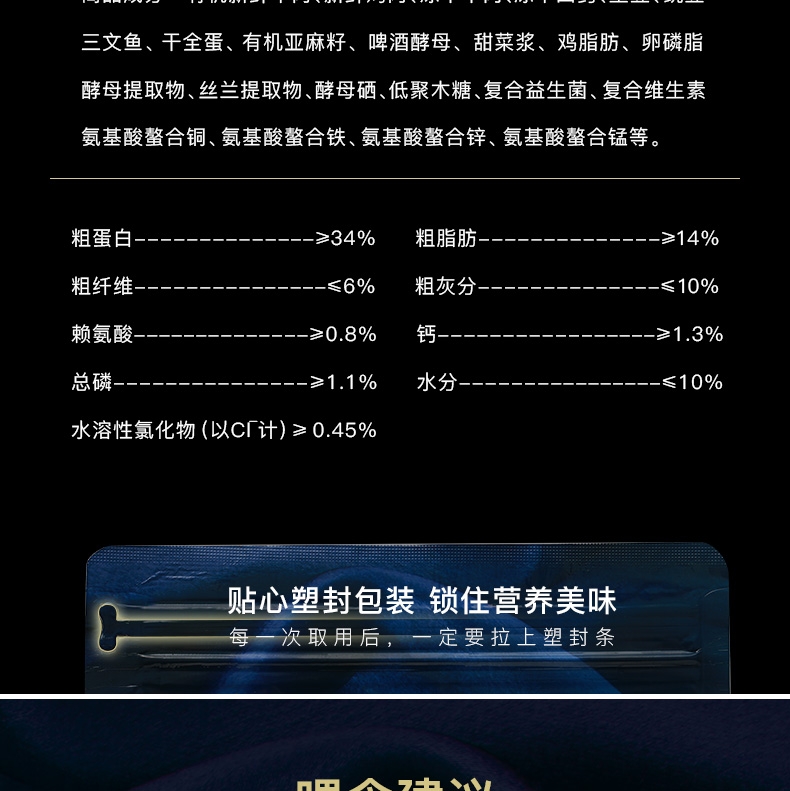 三文鱼、干全蛋、有机亚麻籽、啤酒酵母、甜菜浆、鸡脂肪、卵磷脂
酵母提取物、丝兰提取物、酵母硒、低聚木糖、复合益生菌、复合维生素
氨基酸螯合铜、氨基酸螯合铁、氨基酸螯合锌、氨基酸螯合锰等。
粗蛋白--------------≥34% 粗脂肪--------------≥14%
粗纤维---------------≤6% 粗灰分--------------≤10%
赖氨酸--------------≥0.8% 钙-----------------≥1.3%
总磷---------------≥1.1% 水分----------------≤10%
水溶性氯化物(以Cl¯计)≥ 0.45%
贴心塑封包装 锁住营养美味
每一次取用后，一定要拉上塑封条